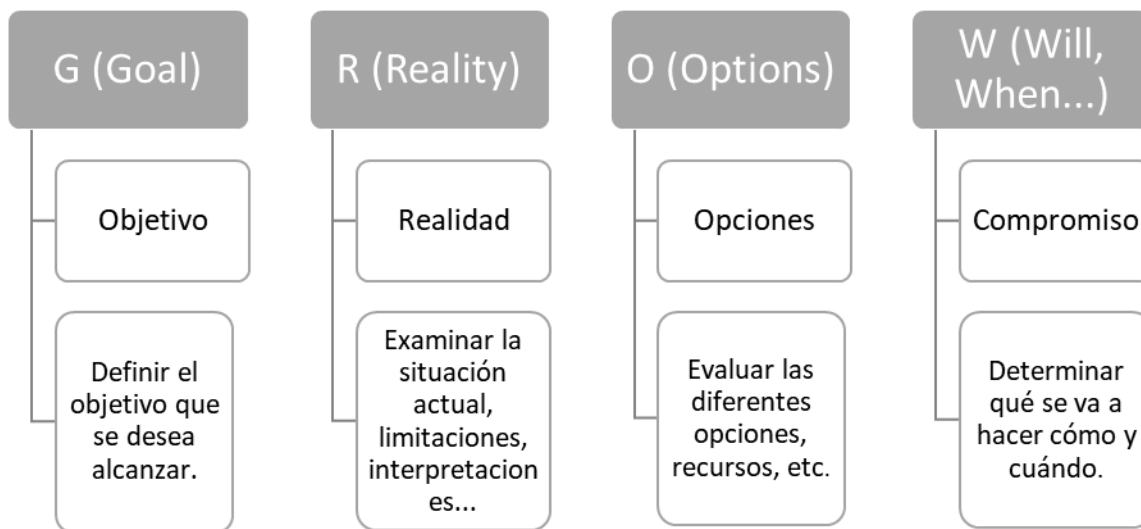 G (Goal)
Objetivo
Definir el
objetivo que
se desea
alcanzar.
R (Reality)
Realidad
Examinar la
situación
actual,
limitaciones,
interpretacion
es...
O (Options)
Opciones
Evaluar las
diferentes
opciones,
recursos, etc.
W (Will,
When...)
Compromiso
Determinar
qué se va a
hacer cómo y
cuándo.